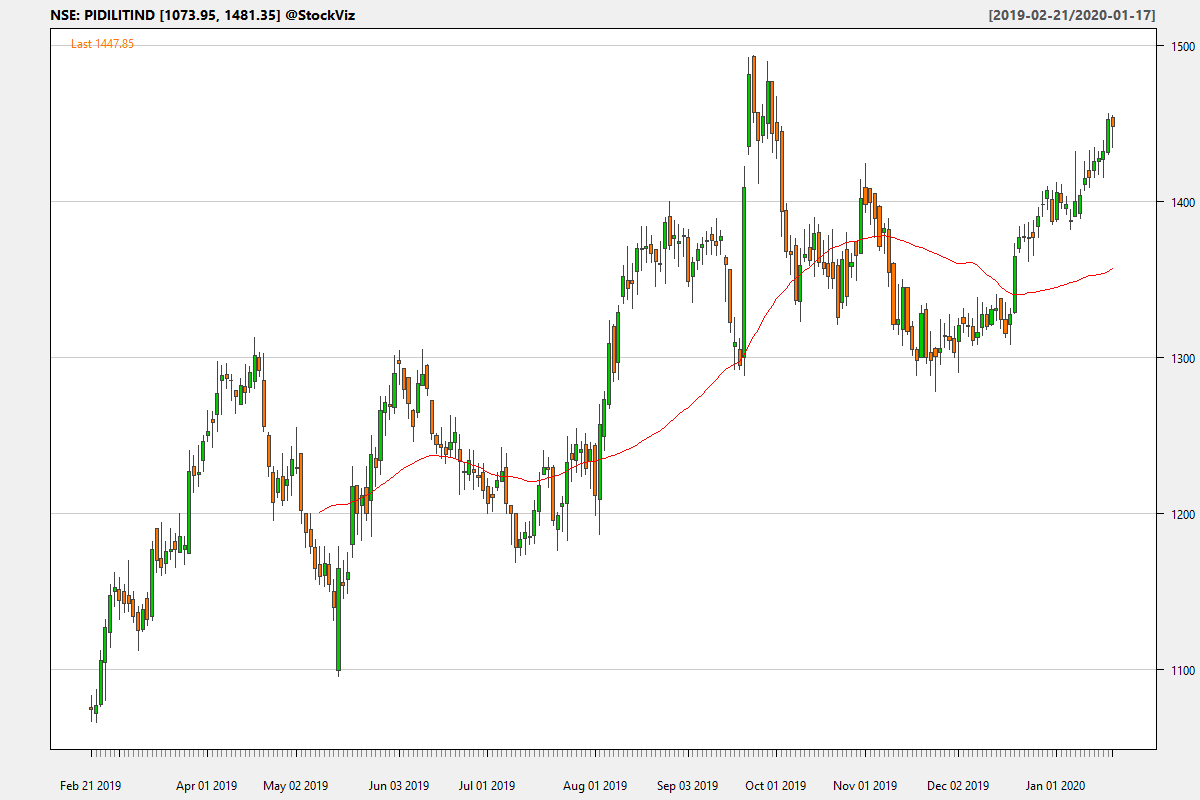 NSE: PIDILITIND [1073.95, 1481.35] @StockViz [2019-02-21/2020-01-17]
Last 1447.85
1500
1400
1300
1200
1100
Feb 21 2019 Apr 01 2019 May 02 2019 Jun 03 2019 Jul 01 2019 Aug 01 2019 Sep 03 2019 Oct 01 2019 Nov 01 2019 Dec 02 2019 Jan 01 2020